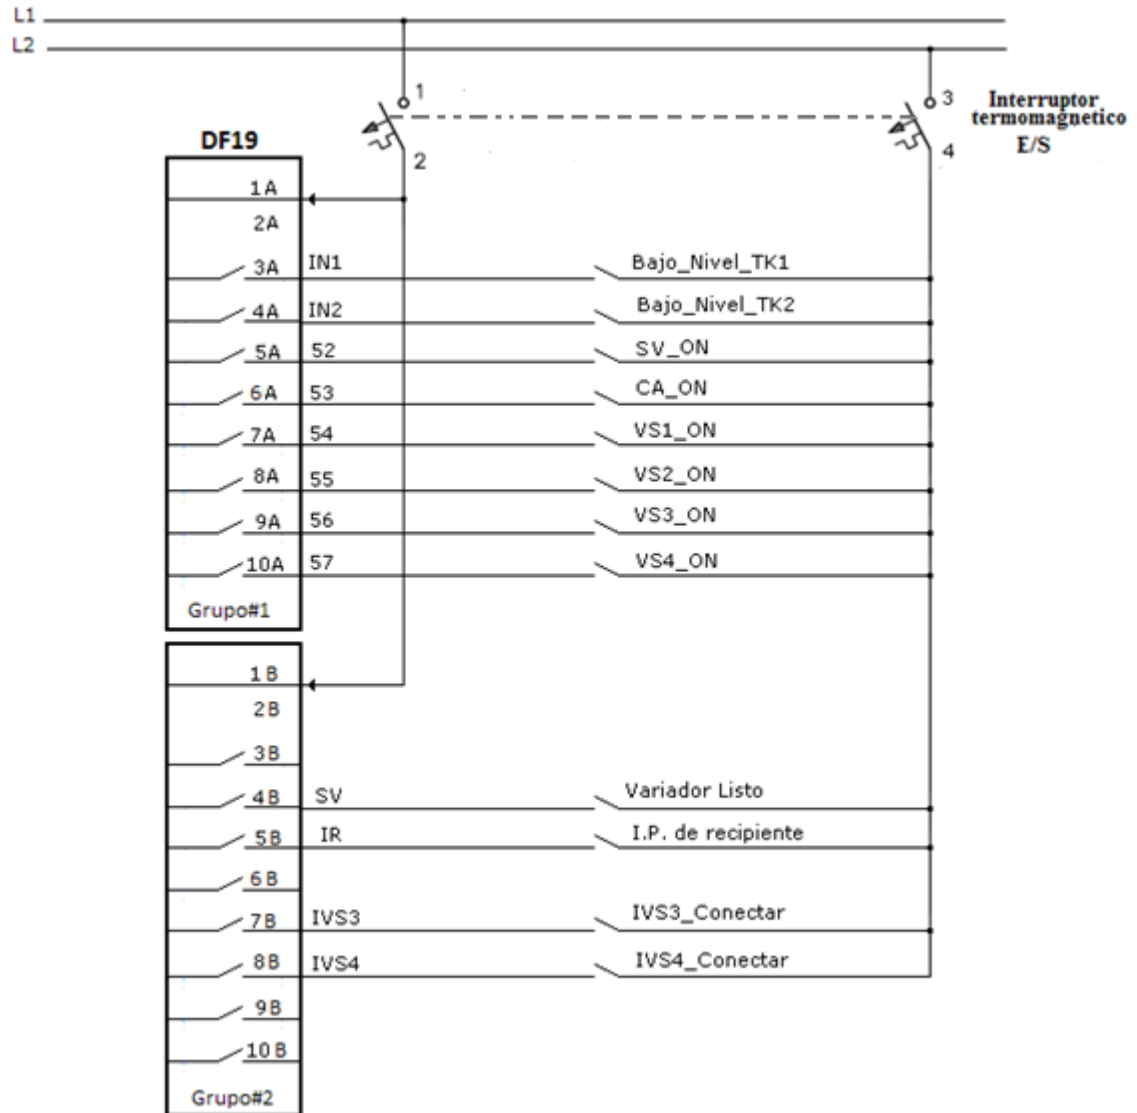 L1
L2
1
3
Interruptor
termomagnetico
E/S
DF19
2
4
1A
2A
3A IN1 Bajo_Nivel_TK1
4A IN2 Bajo_Nivel_TK2
5A 52 SV_ON
6A 53 CA_ON
7A 54 VS1_ON
8A 55 VS2_ON
9A 56 VS3_ON
10A 57 VS4_ON
Grupo#1
1B
2B
3B
4B SV Variador Listo
5B IR I.P. de recipiente
6B
7B IVS3 IVS3_Conectar
8B IVS4 IVS4_Conectar
9B
10B
Grupo#2